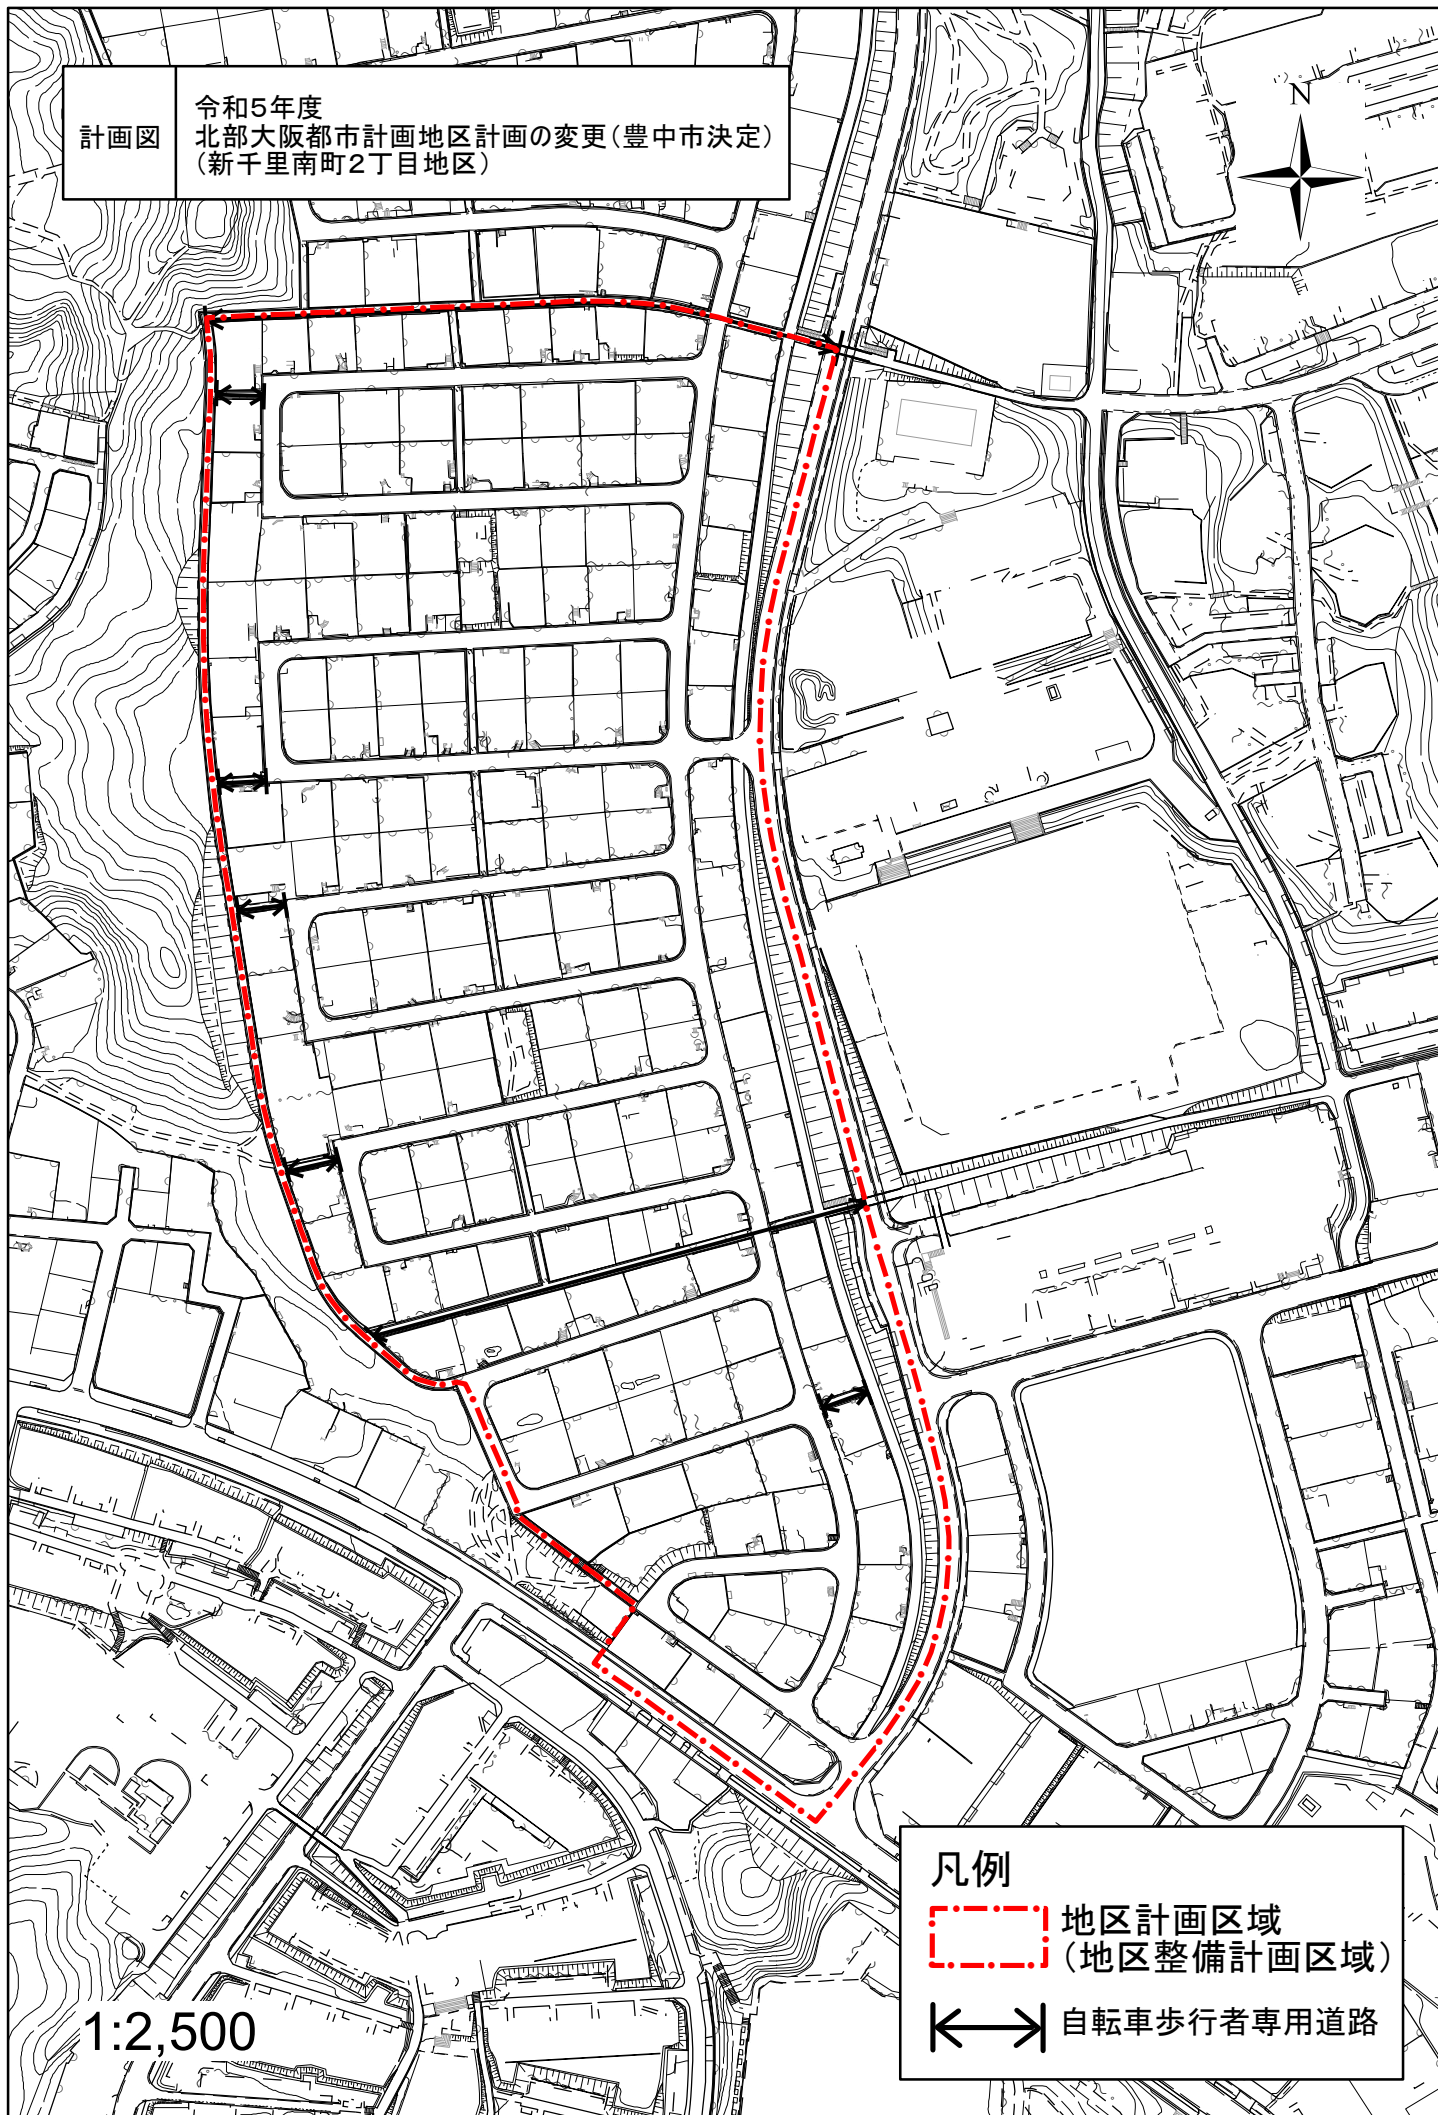 計画図
令和5年度
北部大阪都市計画地区計画の変更(豊中市決定)
(新千里南町2丁目地区)
N
凡例
地区計画区域
(地区整備計画区域)
自転車歩行者専用道路
1:2,500